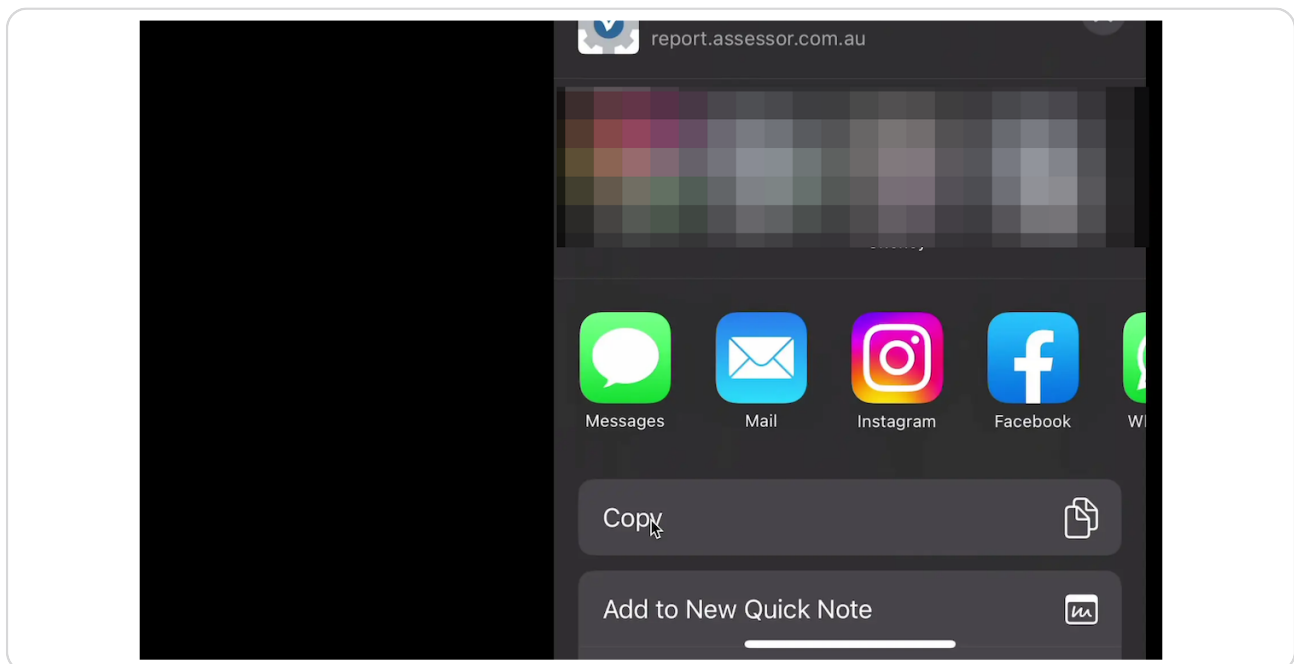 report.assessor.com.au
Messages
Mail
Instagram
Facebook
Copy
Add to New Quick Note